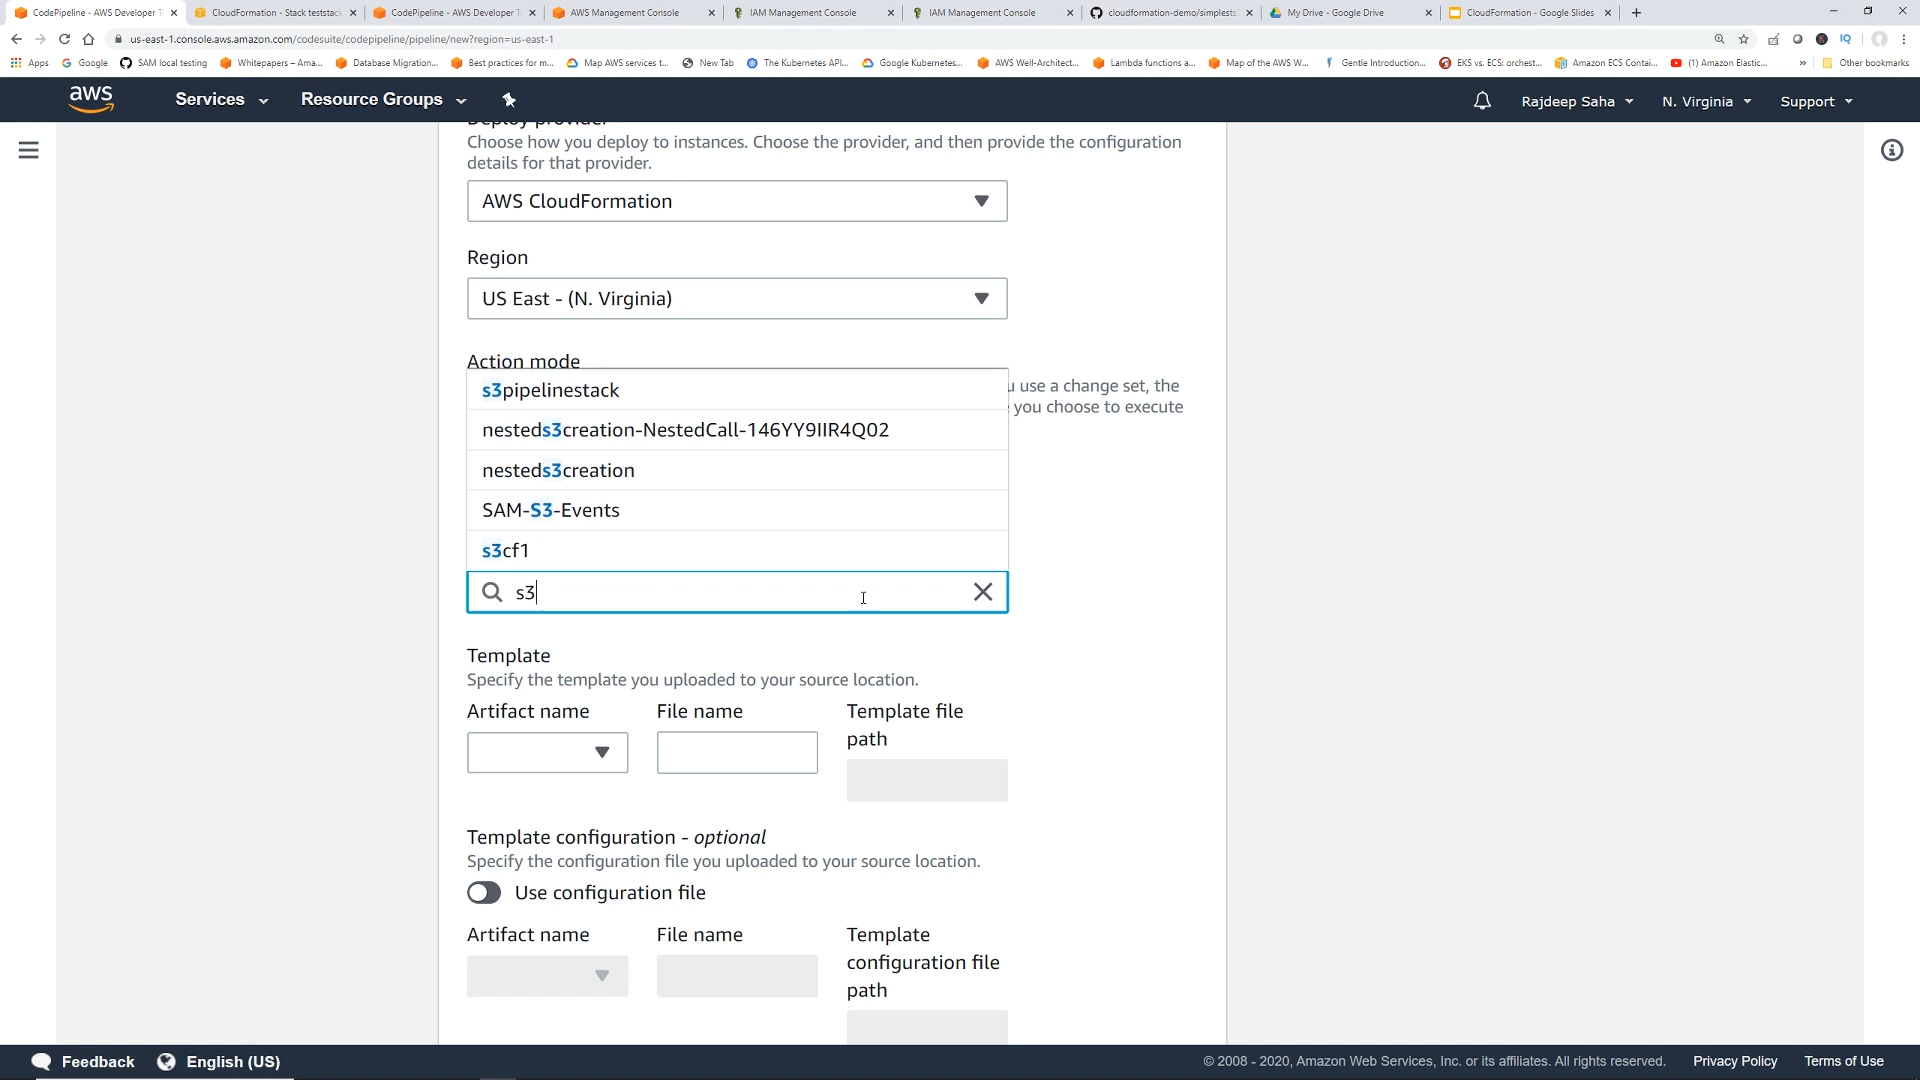 CodePipeline - AWS Developer T
CloudFormation - Stack teststack
CodePipeline - AWS Developer T
AWS Management Console
IAM Management Console
IAM Management Console
cloudformation-demo/simplests
My Drive - Google Drive
CloudFormation - Google Slides
us-east-1.console.aws.amazon.com/codesuite/codepipeline/pipeline/new?region=us-east-1
IQ
Apps
Google
SAM local testing
Whitepapers – Ama...
Database Migration...
Best practices for m...
Map AWS services t...
New Tab
The Kubernetes API...
Google Kubernetes...
AWS Well-Architect...
Lambda functions a...
Map of the AWS W...
Gentle Introduction...
EKS vs. ECS: orchest...
Amazon ECS Contai...
(1) Amazon Elastic...
»
Other bookmarks
aws
Services
Resource Groups
Rajdeep Saha
N. Virginia
Support
Deploy provider
Choose how you deploy to instances. Choose the provider, and then provide the configuration
details for that provider.
AWS CloudFormation
Region
US East - (N. Virginia)
Action mode
u use a change set, the
you choose to execute
s3pipelinestack
nesteds3creation-NestedCall-146YY9IIR4Q02
nesteds3creation
SAM-S3-Events
s3cf1
s3
Template
Specify the template you uploaded to your source location.
Artifact name
File name
Template file
path
Template configuration - optional
Specify the configuration file you uploaded to your source location.
Use configuration file
Artifact name
File name
Template
configuration file
path
Feedback
English (US)
© 2008 - 2020, Amazon Web Services, Inc. or its affiliates. All rights reserved.
Privacy Policy
Terms of Use